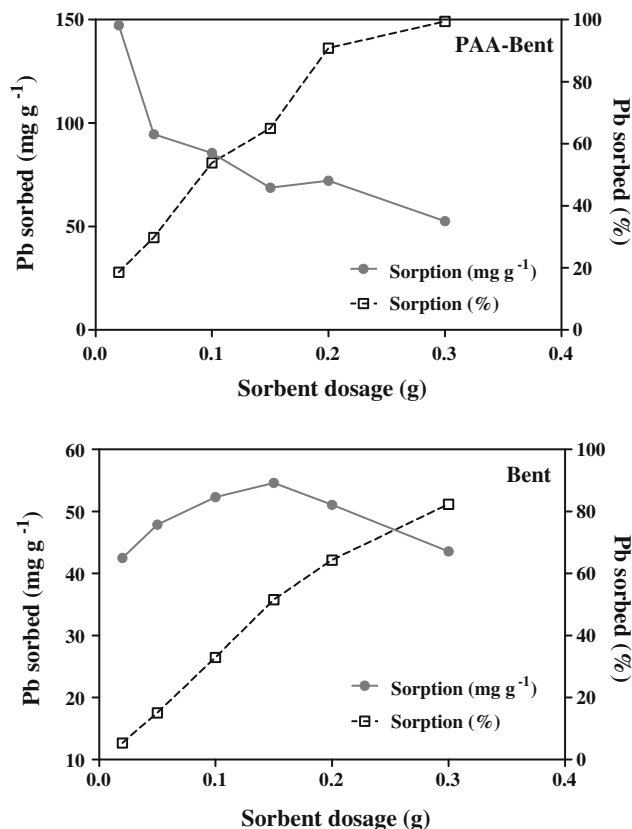 150
100
PAA-Bent
80
100
60
40
50
Sorption (mg g -1)
20
Sorption (%)
0
0
0.0
0.1
0.2
0.3
0.4
Pb sorbed (mg g -1)
Pb sorbed (%)
Sorbent dosage (g)
60
100
Bent
50
80
40
60
30
40
Sorption (mg g -1)
20
20
Sorption (%)
10
0
0.0
0.1
0.2
0.3
0.4
Pb sorbed (mg g -1)
Pb sorbed (%)
Sorbent dosage (g)